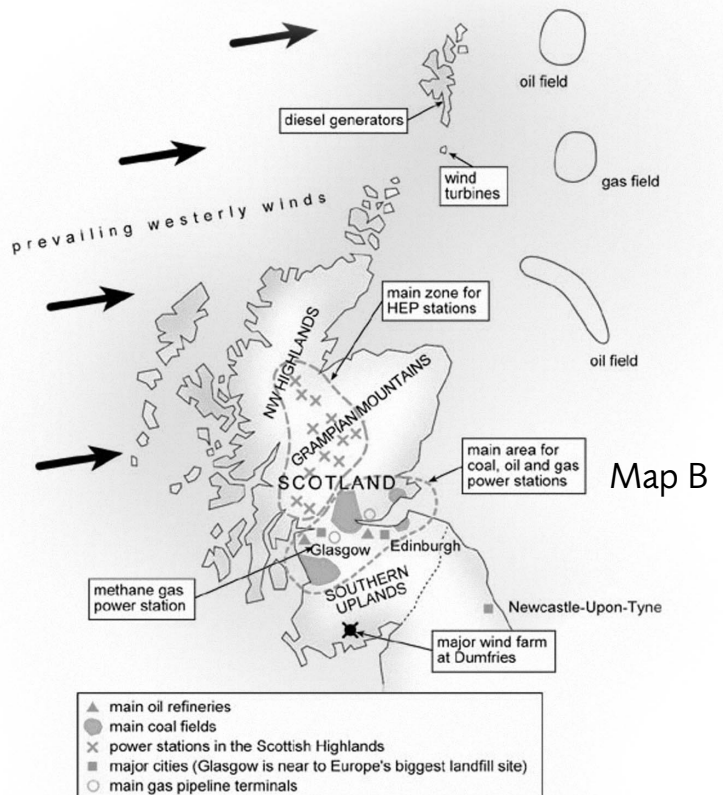 oil field
diesel generators
wind
turbines
gas field
prevailing westerly winds
main zone for
HEP stations
oil field
NW HIGHLANDS
GRAMPIAN MOUNTAINS
main area for
coal, oil and gas
power stations
Map B
SCOTLAND
Glasgow
Edinburgh
methane gas
power station
SOUTHERN
UPLANDS
Newcastle-Upon-Tyne
major wind farm
at Dumfries
main oil refineries
main coal fields
power stations in the Scottish Highlands
major cities (Glasgow is near to Europe's biggest landfill site)
main gas pipeline terminals